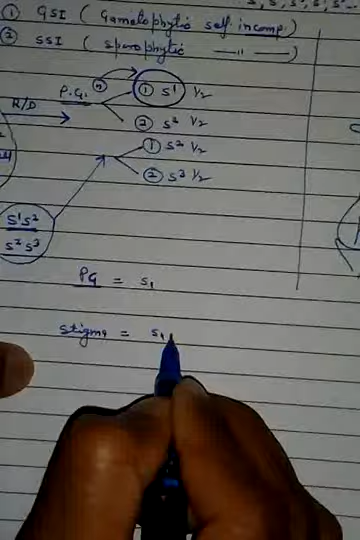 ① GSI ( Gametophytic self incomp.
② SSI ( sporophytic —"— )
P.G. (n) ① S¹ 1/2
R/D
② S² 1/2
① S² 1/2
② S³ 1/2
S¹S²
S²S³
PG = S₁
Stigma = S₁